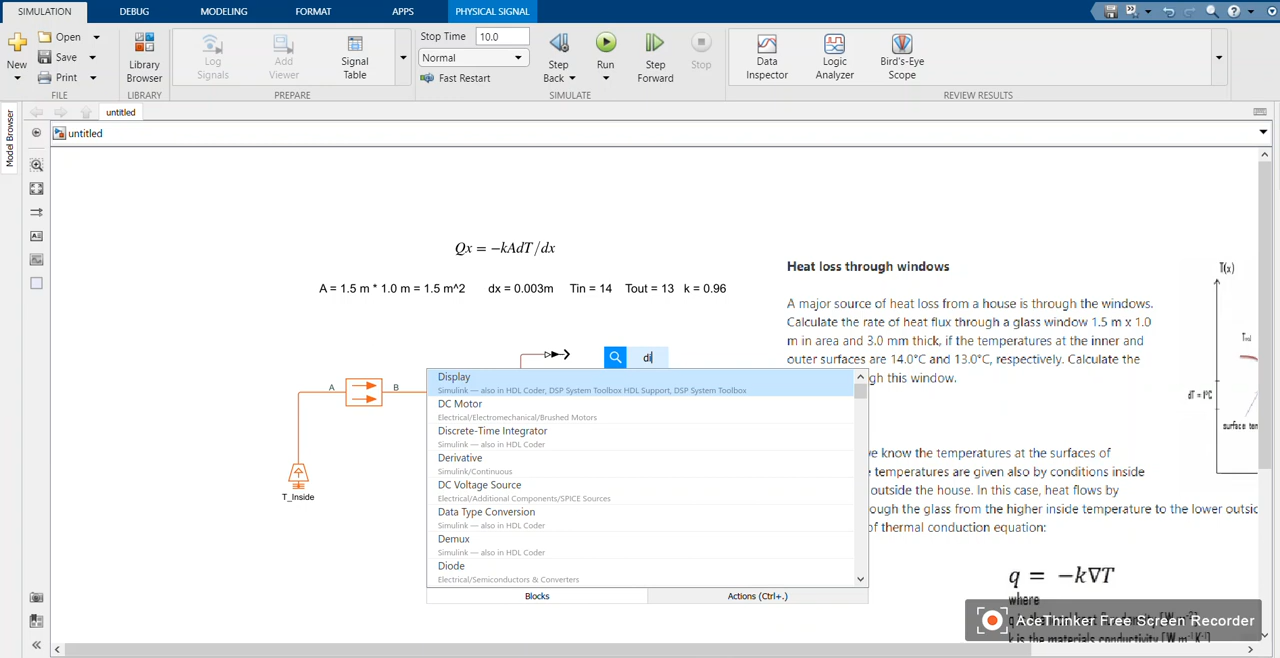 SIMULATION DEBUG MODELING FORMAT APPS PHYSICAL SIGNAL
New
Open
Save
Print
FILE
Library
Browser
LIBRARY
Log
Signals
Add
Viewer
Signal
Table
PREPARE
Stop Time 10.0
Normal
Fast Restart
Step
Back
Run
Step
Forward
Stop
SIMULATE
Data
Inspector
Logic
Analyzer
Bird's-Eye
Scope
REVIEW RESULTS
Model Browser
untitled
untitled
Qx = −kAdT/dx
A = 1.5 m * 1.0 m = 1.5 m^2 dx = 0.003m Tin = 14 Tout = 13 k = 0.96
Heat loss through windows
A major source of heat loss from a house is through the windows.
Calculate the rate of heat flux through a glass window 1.5 m x 1.0
m in area and 3.0 mm thick, if the temperatures at the inner and
outer surfaces are 14.0°C and 13.0°C, respectively. Calculate the
gh this window.
T(x)
dT = 1°C
surface ten
A
B
T_Inside
di
Display
Simulink — also in HDL Coder, DSP System Toolbox HDL Support, DSP System Toolbox
DC Motor
Electrical/Electromechanical/Brushed Motors
Discrete-Time Integrator
Simulink — also in HDL Coder
Derivative
Simulink/Continuous
DC Voltage Source
Electrical/Additional Components/SPICE Sources
Data Type Conversion
Simulink — also in HDL Coder
Demux
Simulink — also in HDL Coder
Diode
Electrical/Semiconductors & Converters
Blocks Actions (Ctrl+.)
e know the temperatures at the surfaces of
temperatures are given also by conditions inside
outside the house. In this case, heat flows by
ough the glass from the higher inside temperature to the lower outsid
of thermal conduction equation:
q = −k∇T
where
AceThinker Free Screen Recorder